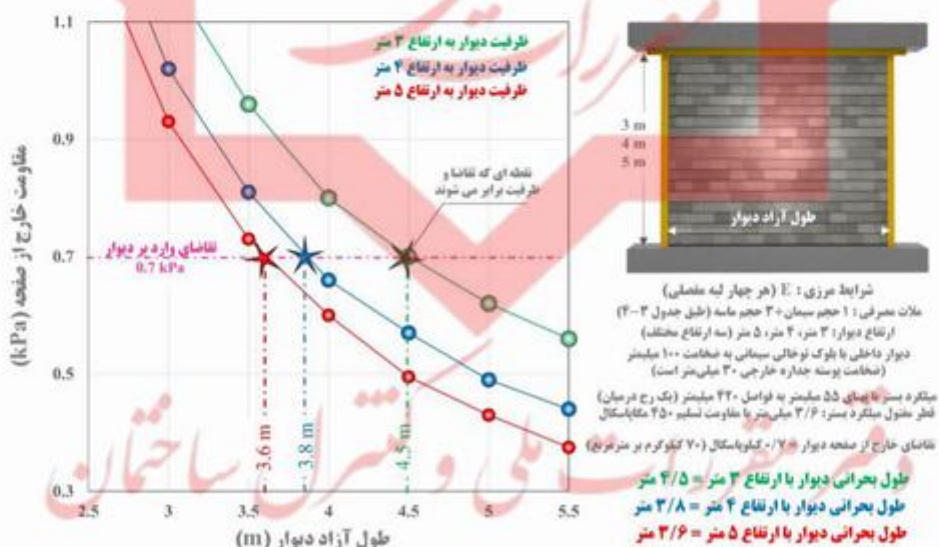 ظرفیت دیوار به ارتفاع ۳ متر
ظرفیت دیوار به ارتفاع ۴ متر
ظرفیت دیوار به ارتفاع ۵ متر
نقطه ای که تقاضا و
ظرفیت برابر می شوند
تقاضای وارد بر دیوار
0.7 kPa
مقاومت خارج از صفحه (kPa)
1.1
0.9
0.7
0.5
0.3
3.6 m
3.8 m
4.5 m
2.5 3 3.5 4 4.5 5 5.5
طول آزاد دیوار (m)
3 m
4 m
5 m
طول آزاد دیوار
شرایط مرزی: E (هر چهار لبه مفصلی)
ملات مصرفی: ۱ حجم سیمان + ۳ حجم ماسه (طبق جدول ۳-۴)
ارتفاع دیوار: ۳ متر، ۴ متر، ۵ متر (سه ارتفاع مختلف)
دیوار داخلی با بلوک توخالی سیمانی به ضخامت ۱۰۰ میلیمتر
(ضخامت پوسته جداره خارجی ۳۰ میلی‌متر است)
میلگرد بستر با پهنای ۵۵ میلیمتر به فواصل ۴۲۰ میلیمتر (یک رج درمیان)
قطر مفتول میلگرد بستر: ۳/۶ میلی‌متر با مقاومت تسلیم ۴۵۰ مگاپاسکال
تقاضای خارج از صفحه دیوار = ۰/۷ کیلوپاسکال (۷۰ کیلوگرم بر مترمربع)
طول بحرانی دیوار با ارتفاع ۳ متر = ۴/۵ متر
طول بحرانی دیوار با ارتفاع ۴ متر = ۳/۸ متر
طول بحرانی دیوار با ارتفاع ۵ متر = ۳/۶ متر
دفتر مقررات ملی و کنترل ساختمان